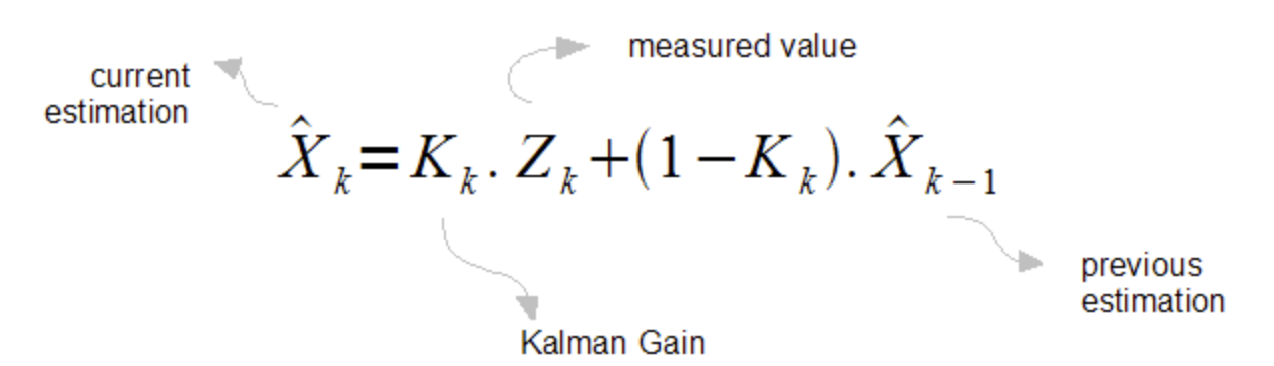 measured value
current
estimation
X̂ₖ=Kₖ. Zₖ+(1−Kₖ). X̂ₖ₋₁
previous
estimation
Kalman Gain